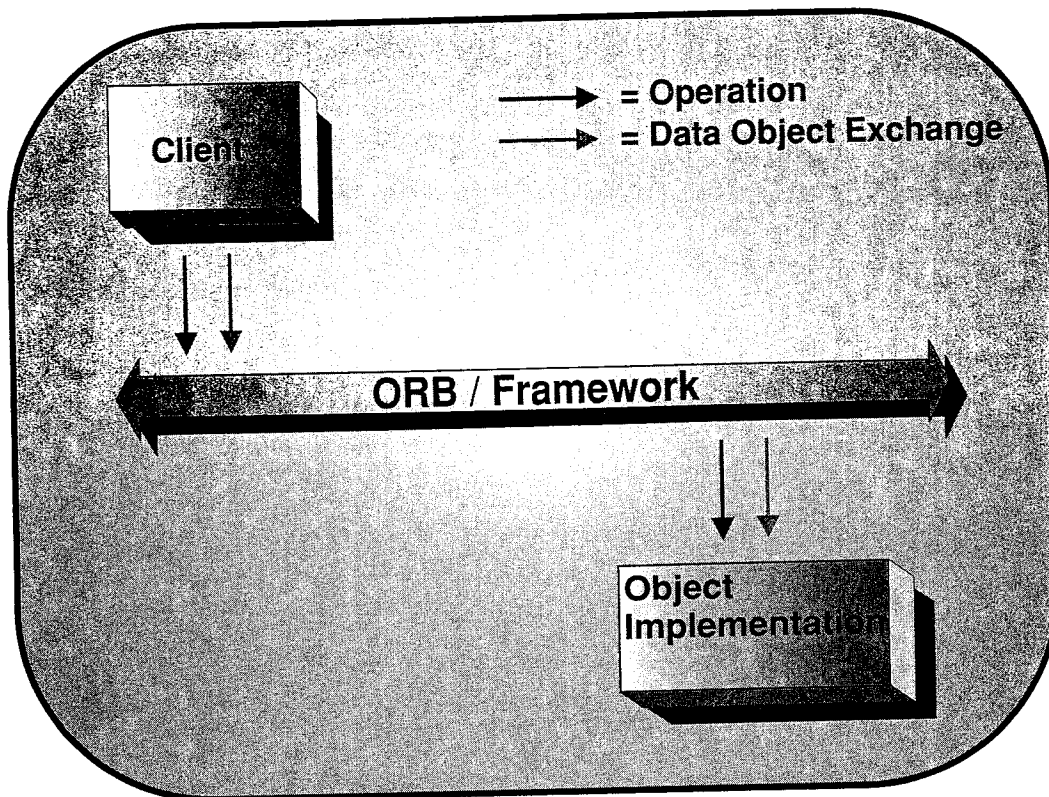 Client
= Operation
= Data Object Exchange
ORB / Framework
Object
Implementation